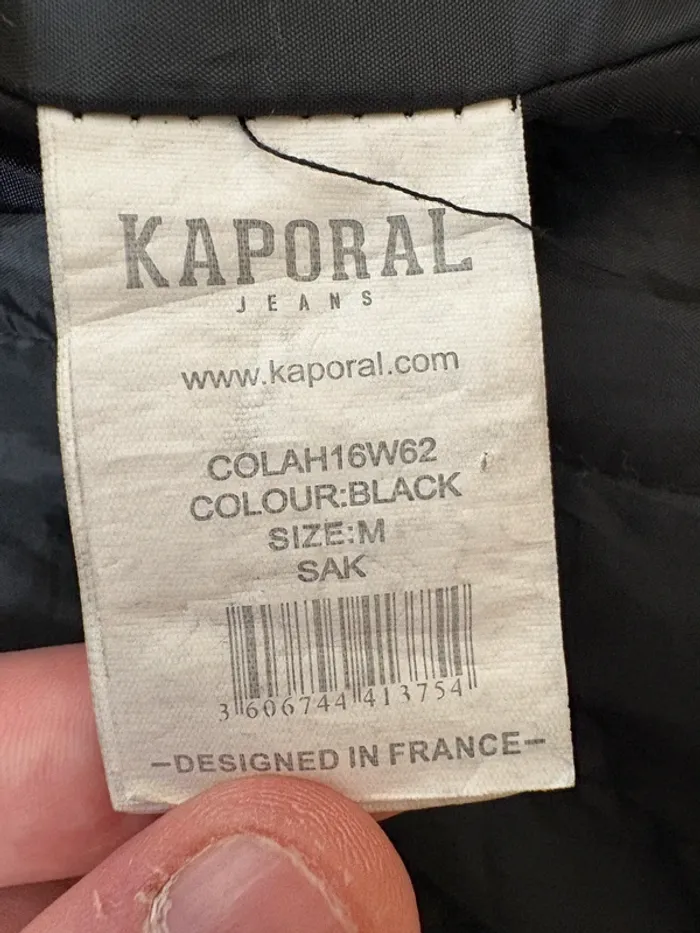 KAPORAL
JEANS
www.kaporal.com
COLAH16W62
COLOUR:BLACK
SIZE:M
SAK
3 606744 413754
-DESIGNED IN FRANCE-